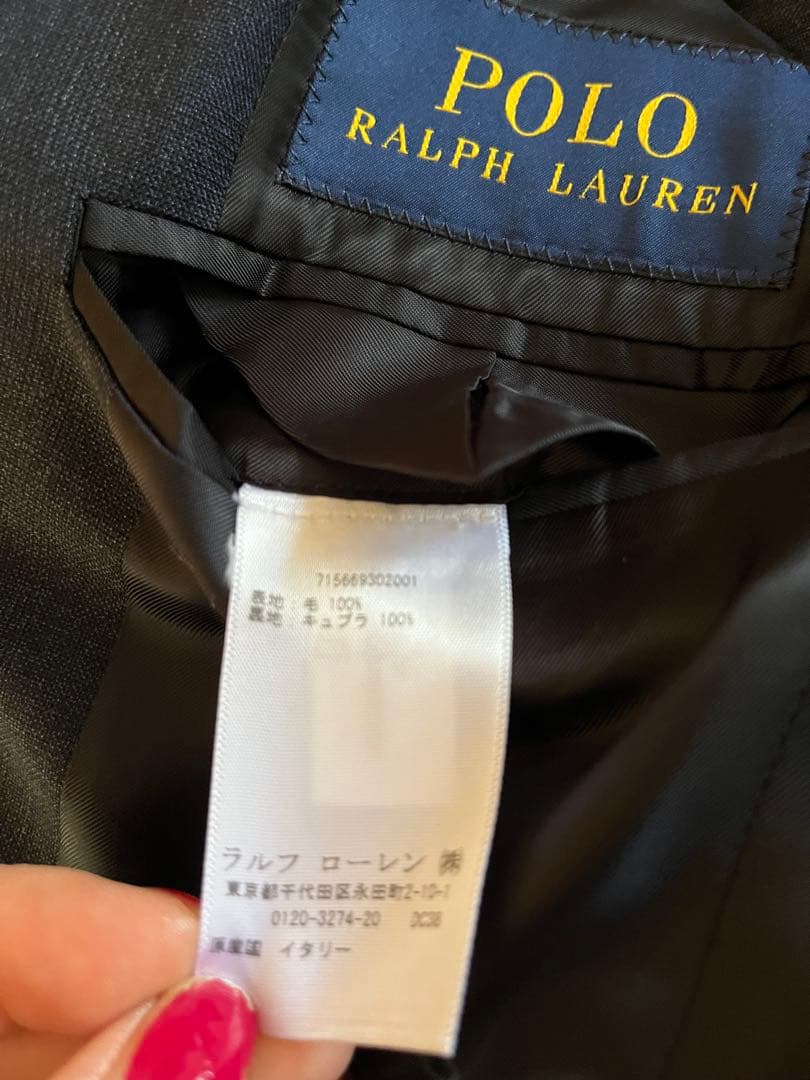 POLO
RALPH LAUREN
715669302001
表地 : 毛 100%
裏地 : キュプラ 100%
ラルフ ローレン ㈱
東京都千代田区永田町2-10-1
0120-3274-20 DC38
原産国 イタリー